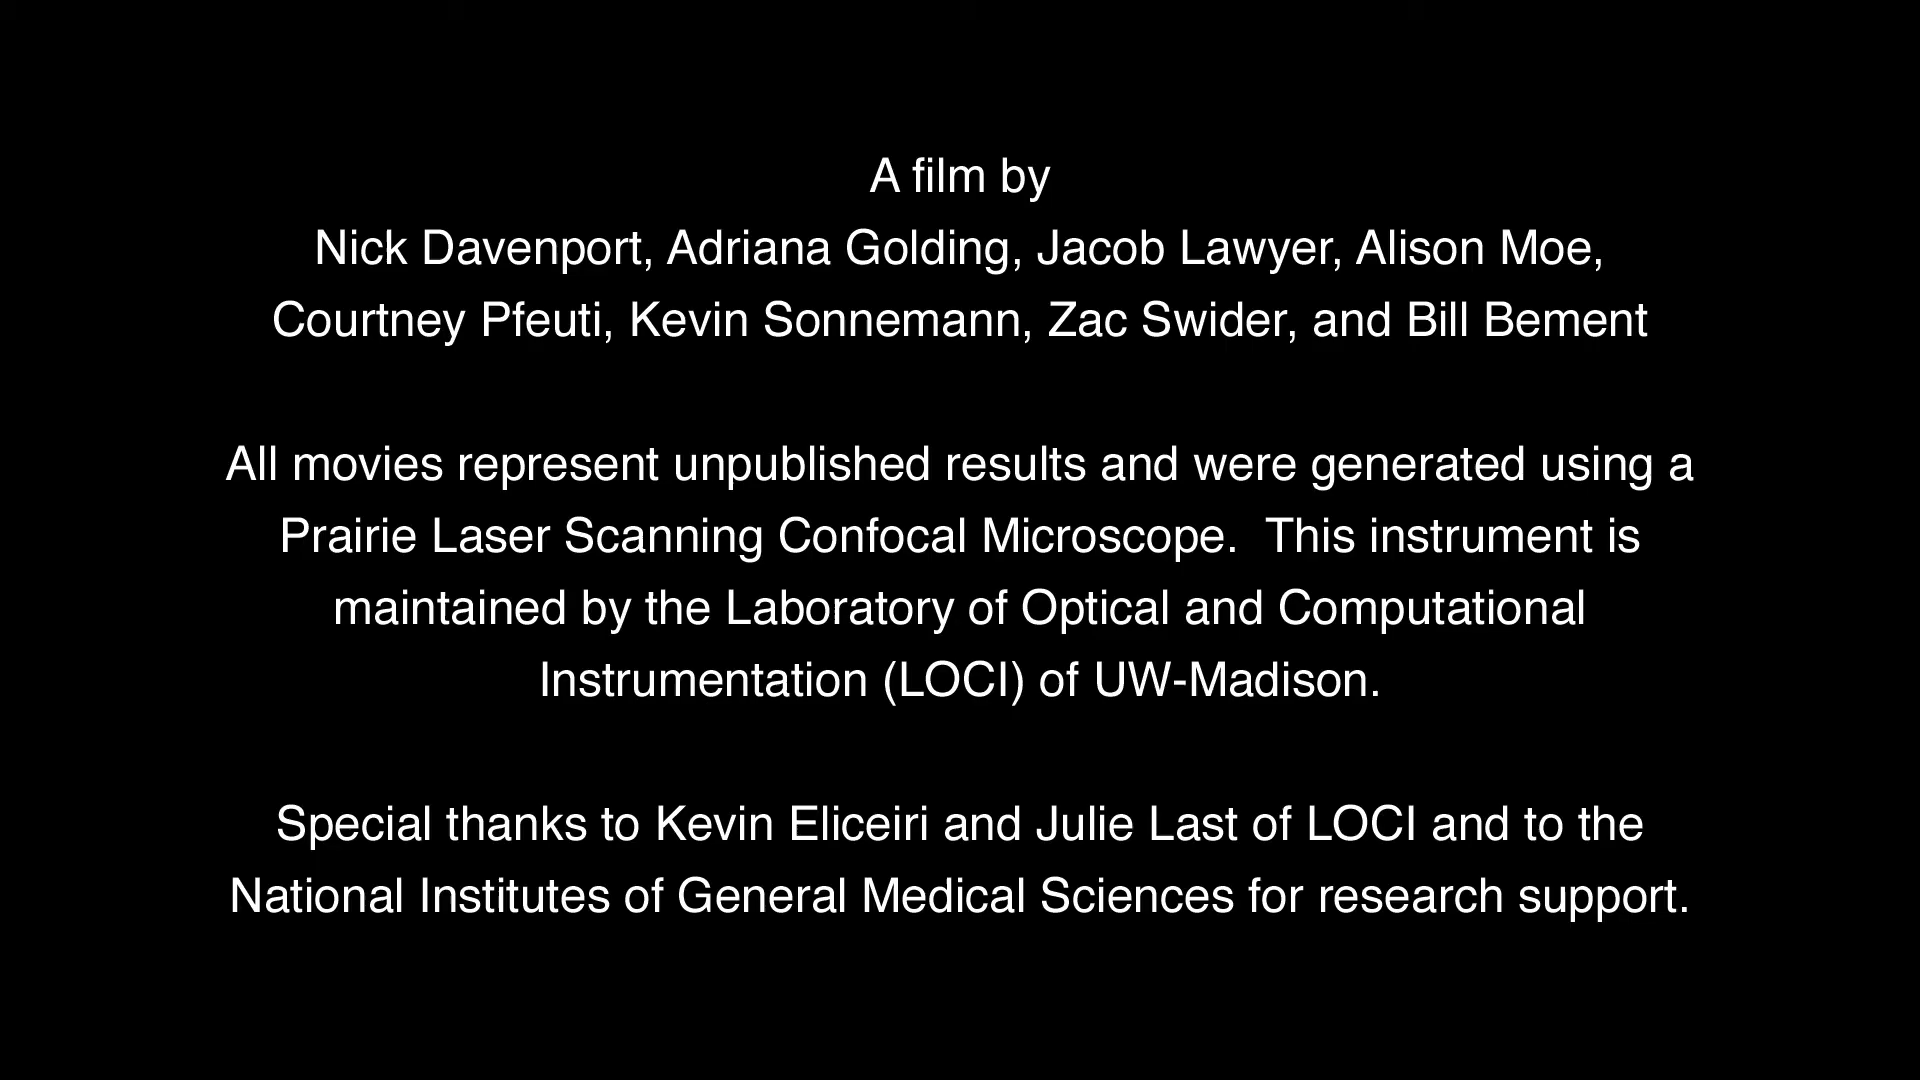 A film by
Nick Davenport, Adriana Golding, Jacob Lawyer, Alison Moe,
Courtney Pfeuti, Kevin Sonnemann, Zac Swider, and Bill Bement
All movies represent unpublished results and were generated using a
Prairie Laser Scanning Confocal Microscope.  This instrument is
maintained by the Laboratory of Optical and Computational
Instrumentation (LOCI) of UW-Madison.
Special thanks to Kevin Eliceiri and Julie Last of LOCI and to the
National Institutes of General Medical Sciences for research support.